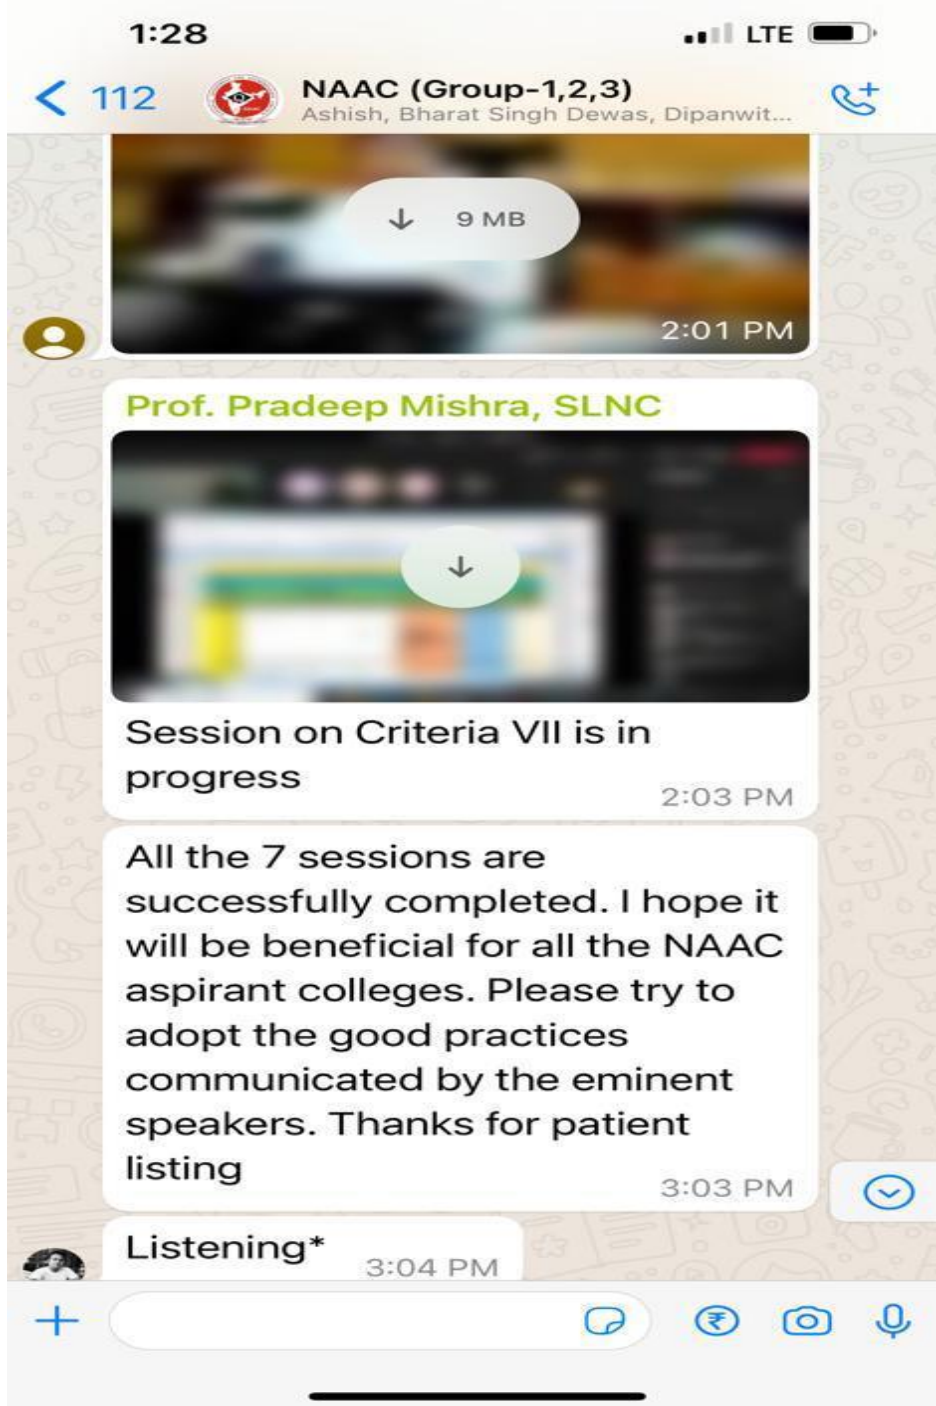 1:28 LTE
112 NAAC (Group-1,2,3)
Ashish, Bharat Singh Dewas, Dipanwit...
9 MB
2:01 PM
Prof. Pradeep Mishra, SLNC
Session on Criteria VII is in
progress
2:03 PM
All the 7 sessions are
successfully completed. I hope it
will be beneficial for all the NAAC
aspirant colleges. Please try to
adopt the good practices
communicated by the eminent
speakers. Thanks for patient
listing
3:03 PM
Listening*
3:04 PM
₹